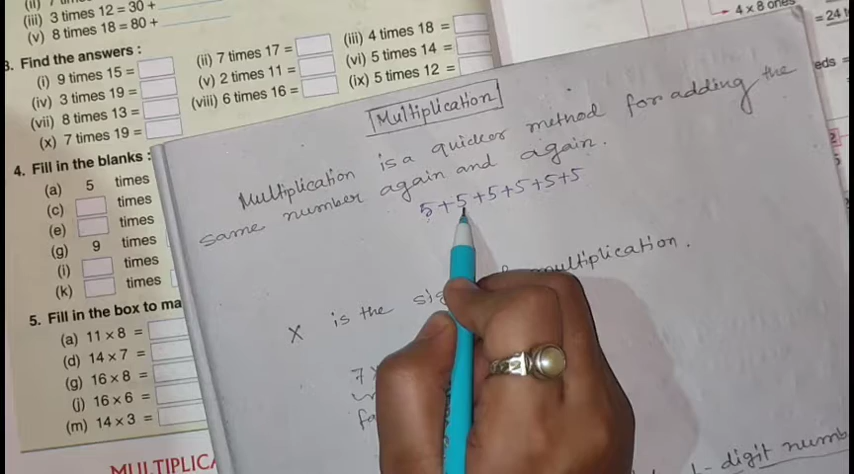 (iii) 3 times 12 = 30 +
(v) 8 times 18 = 80 +
4 x 8 ones
= 24
3. Find the answers :
(i) 9 times 15 =
(ii) 7 times 17 =
(iii) 4 times 18 =
(iv) 3 times 19 =
(v) 2 times 11 =
(vi) 5 times 14 =
(vii) 8 times 13 =
(viii) 6 times 16 =
(ix) 5 times 12 =
(x) 7 times 19 =
4. Fill in the blanks :
(a) 5 times
(c) times
(e) times
(g) 9 times
(i) times
(k) times
5. Fill in the box to ma
(a) 11 × 8 =
(d) 14 × 7 =
(g) 16 × 8 =
(j) 16 × 6 =
(m) 14 × 3 =
MULTIPLICA
Multiplication
Multiplication is a quicker method for adding the
same number again and again.
5+5+5+5+5+5
X is the multiplication.
digit numb